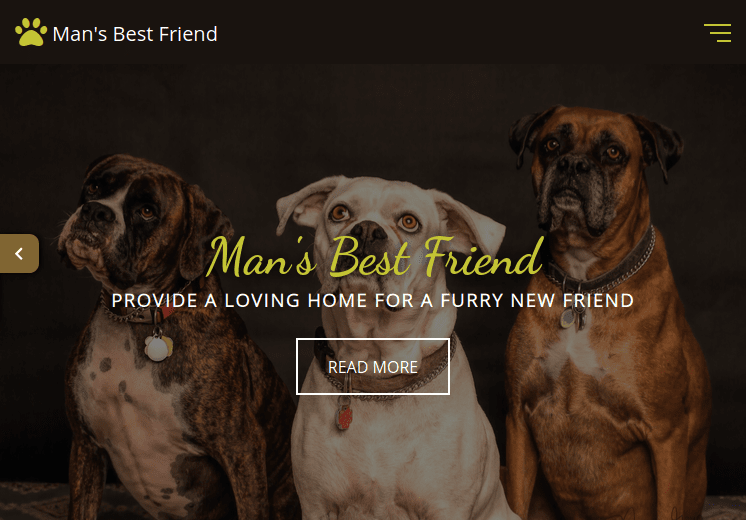 Man's Best Friend
Man's Best Friend
PROVIDE A LOVING HOME FOR A FURRY NEW FRIEND
READ MORE